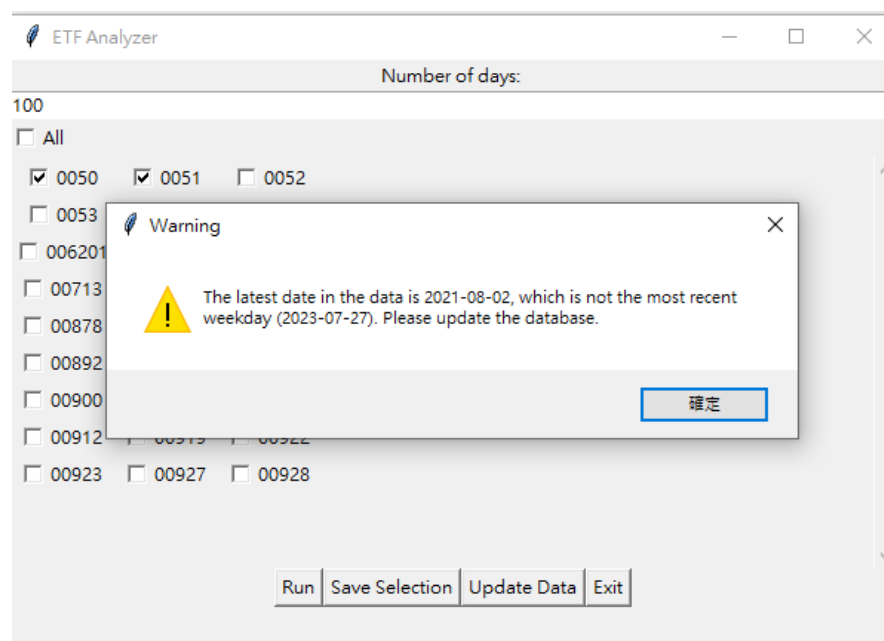 ETF Analyzer
Number of days:
100
All
0050 0051 0052
0053
Warning
006201
The latest date in the data is 2021-08-02, which is not the most recent
weekday (2023-07-27). Please update the database.
00713
00878
00892
00900
確定
00912 00919 00922
00923 00927 00928
Run Save Selection Update Data Exit